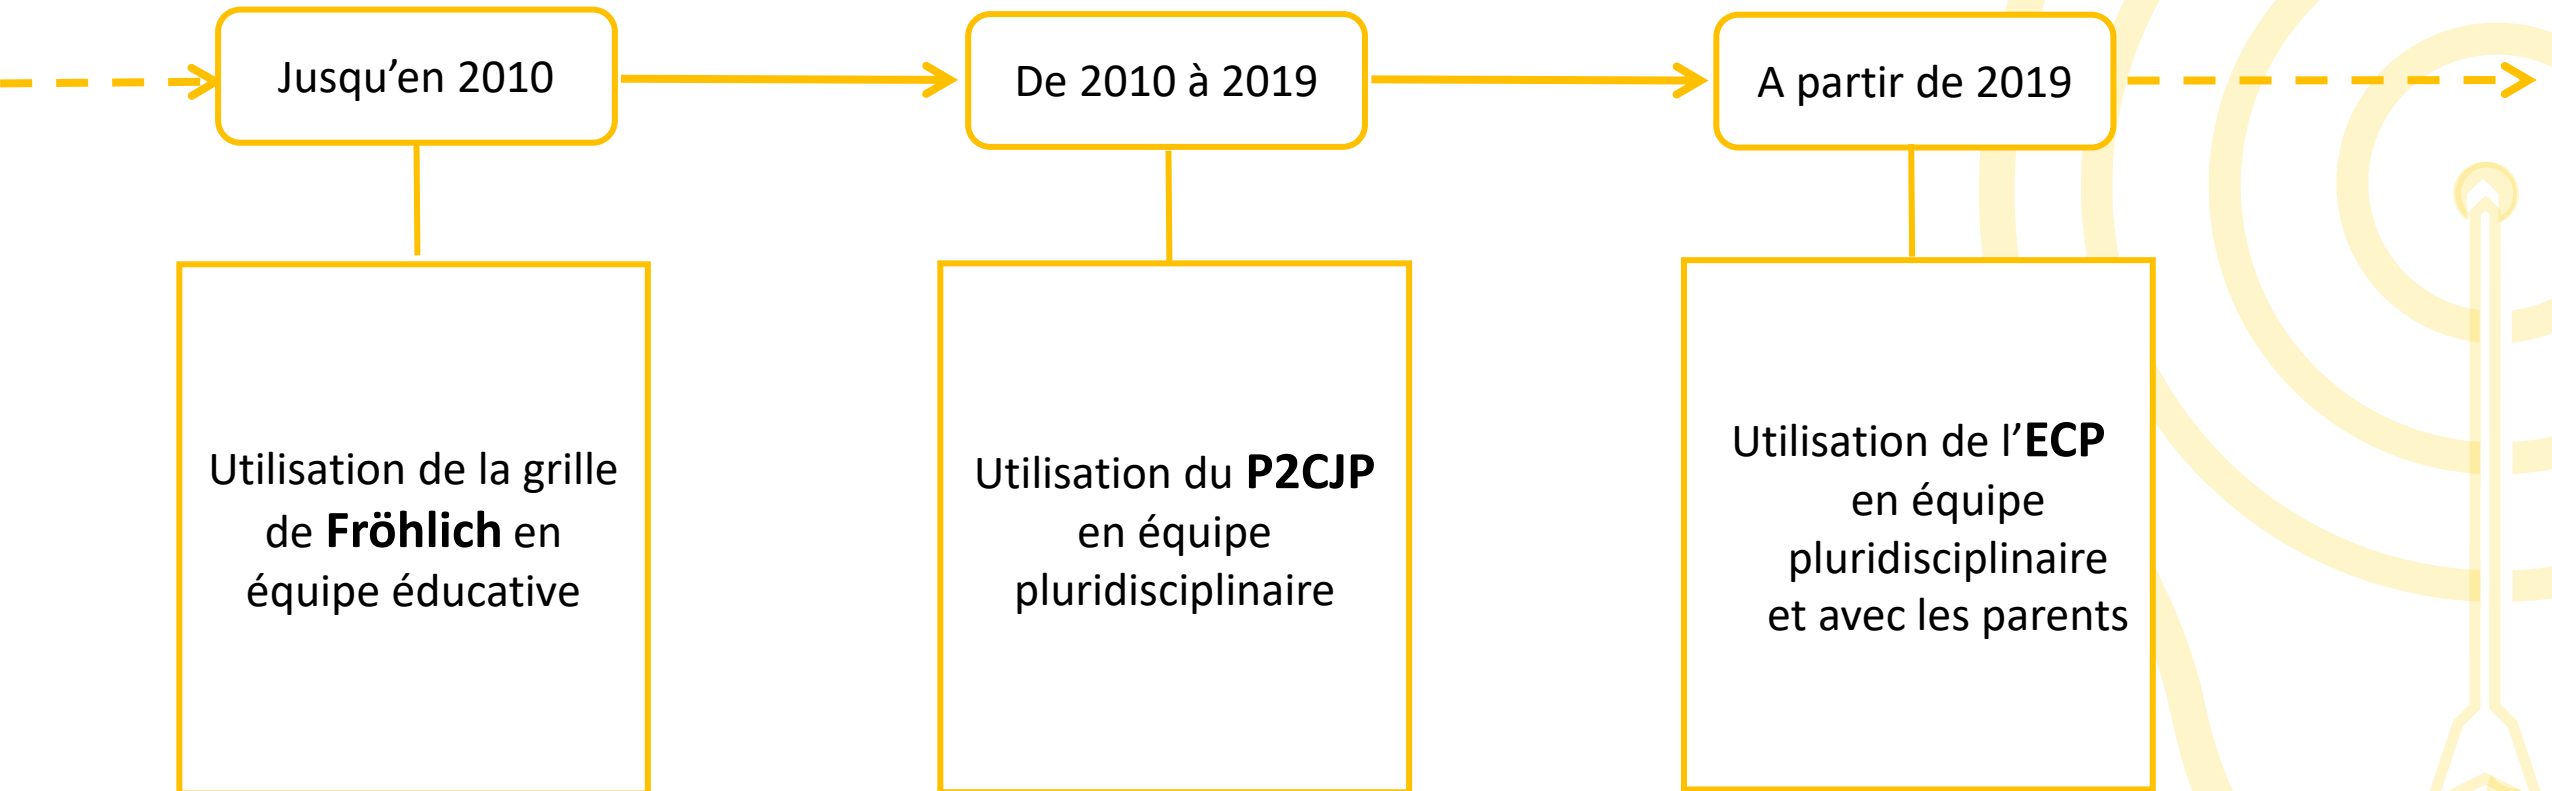 Jusqu’en 2010
De 2010 à 2019
A partir de 2019
Utilisation de la grille
de Fröhlich en
équipe éducative
Utilisation du P2CJP
en équipe
pluridisciplinaire
Utilisation de l’ECP
en équipe
pluridisciplinaire
et avec les parents